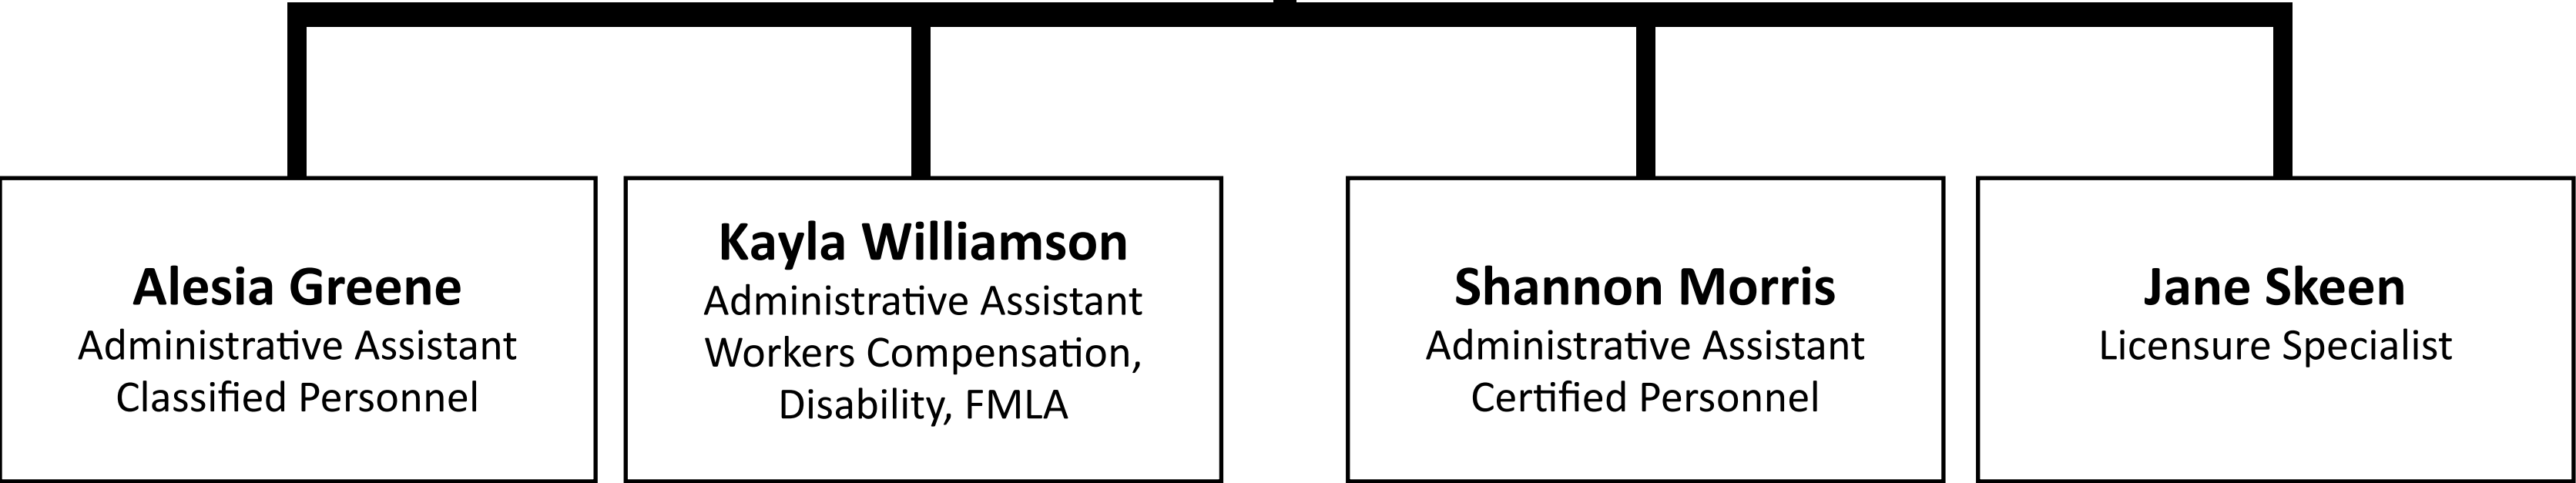 Alesia Greene
Administrative Assistant
Classified Personnel
Kayla Williamson
Administrative Assistant
Workers Compensation,
Disability, FMLA
Shannon Morris
Administrative Assistant
Certified Personnel
Jane Skeen
Licensure Specialist